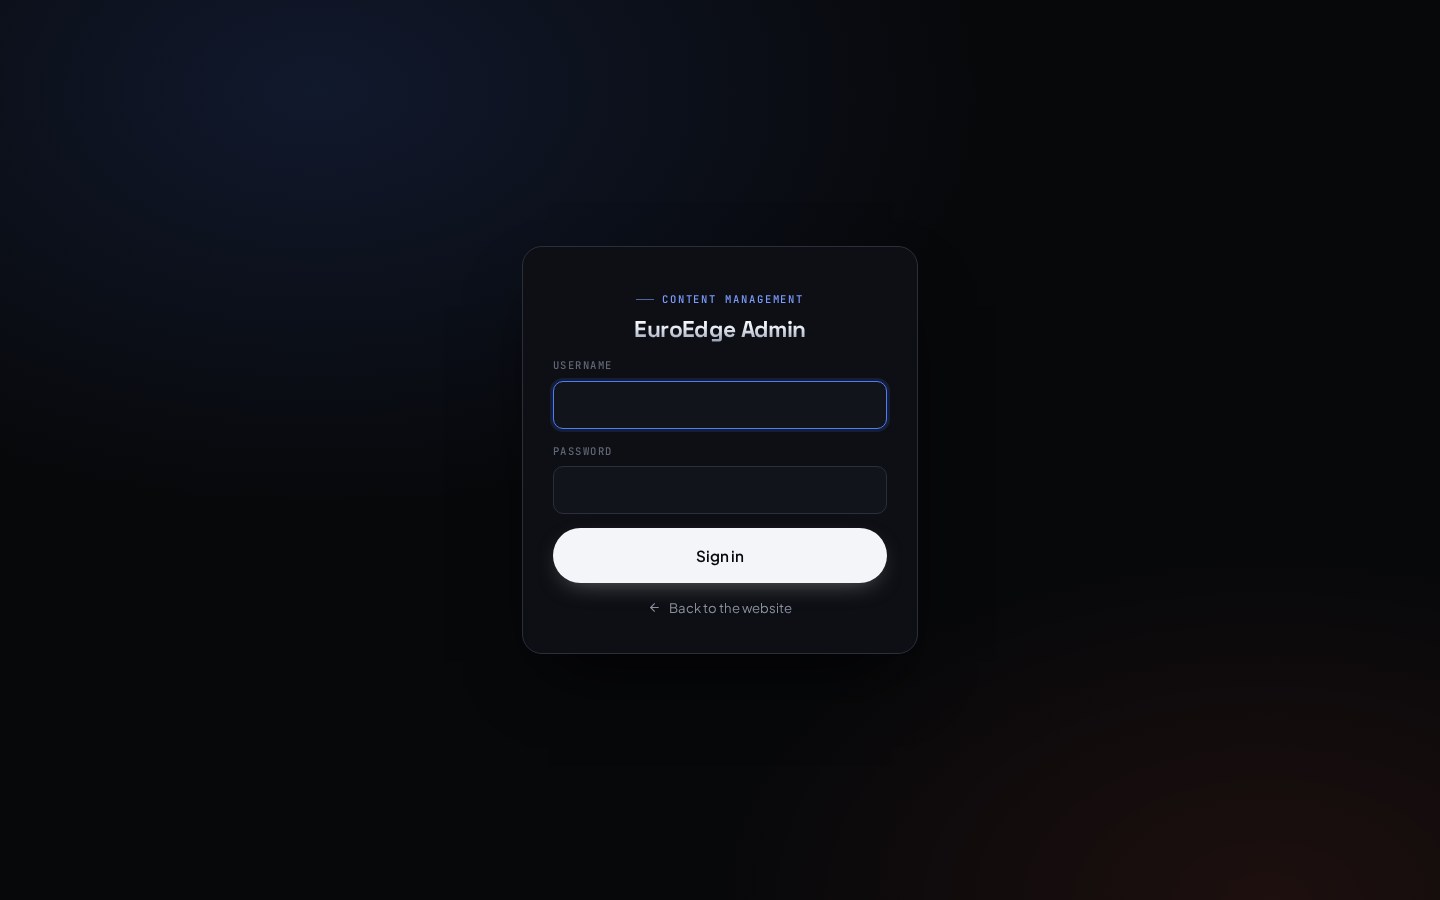 CONTENT MANAGEMENT
EuroEdge Admin
USERNAME
PASSWORD
Sign in
← Back to the website